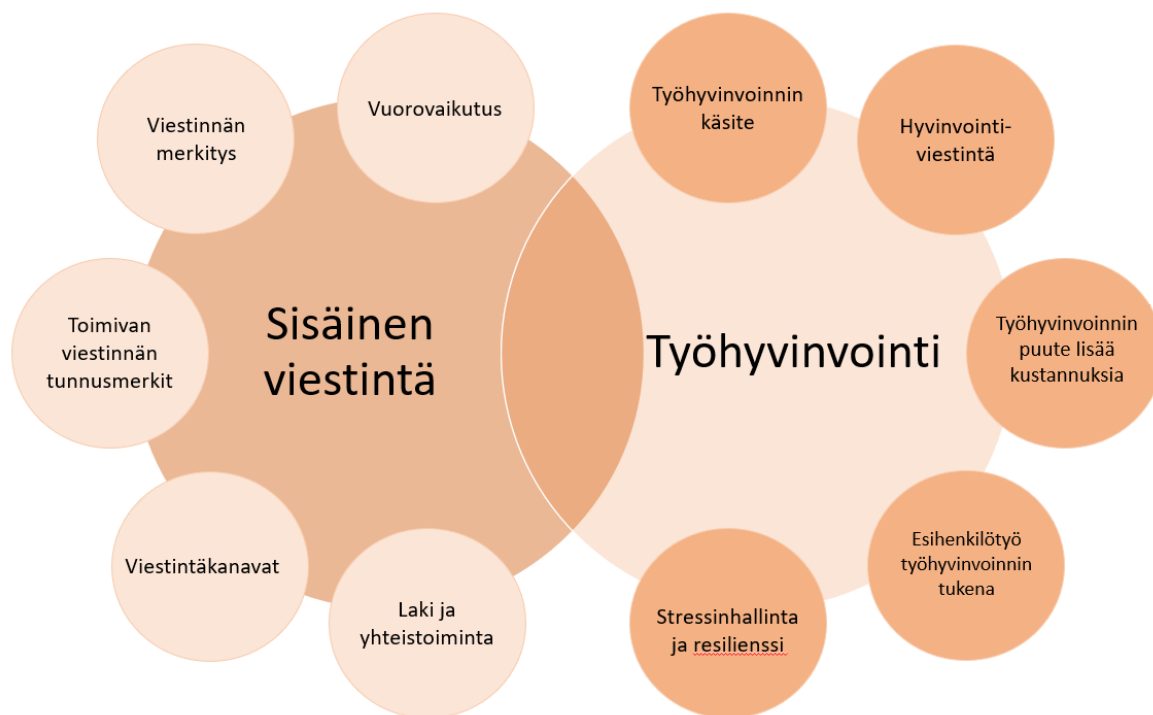 Vuorovaikutus
Viestinnän
merkitys
Toimivan
viestinnän
tunnusmerkit
Viestintäkanavat
Laki ja
yhteistoiminta
Sisäinen
viestintä
Työhyvinvointi
Työhyvinvoinnin
käsite
Hyvinvointi-
viestintä
Työhyvinvoinnin
puute lisää
kustannuksia
Esihenkilötyö
työhyvinvoinnin
tukena
Stressinhallinta
ja resilienssi